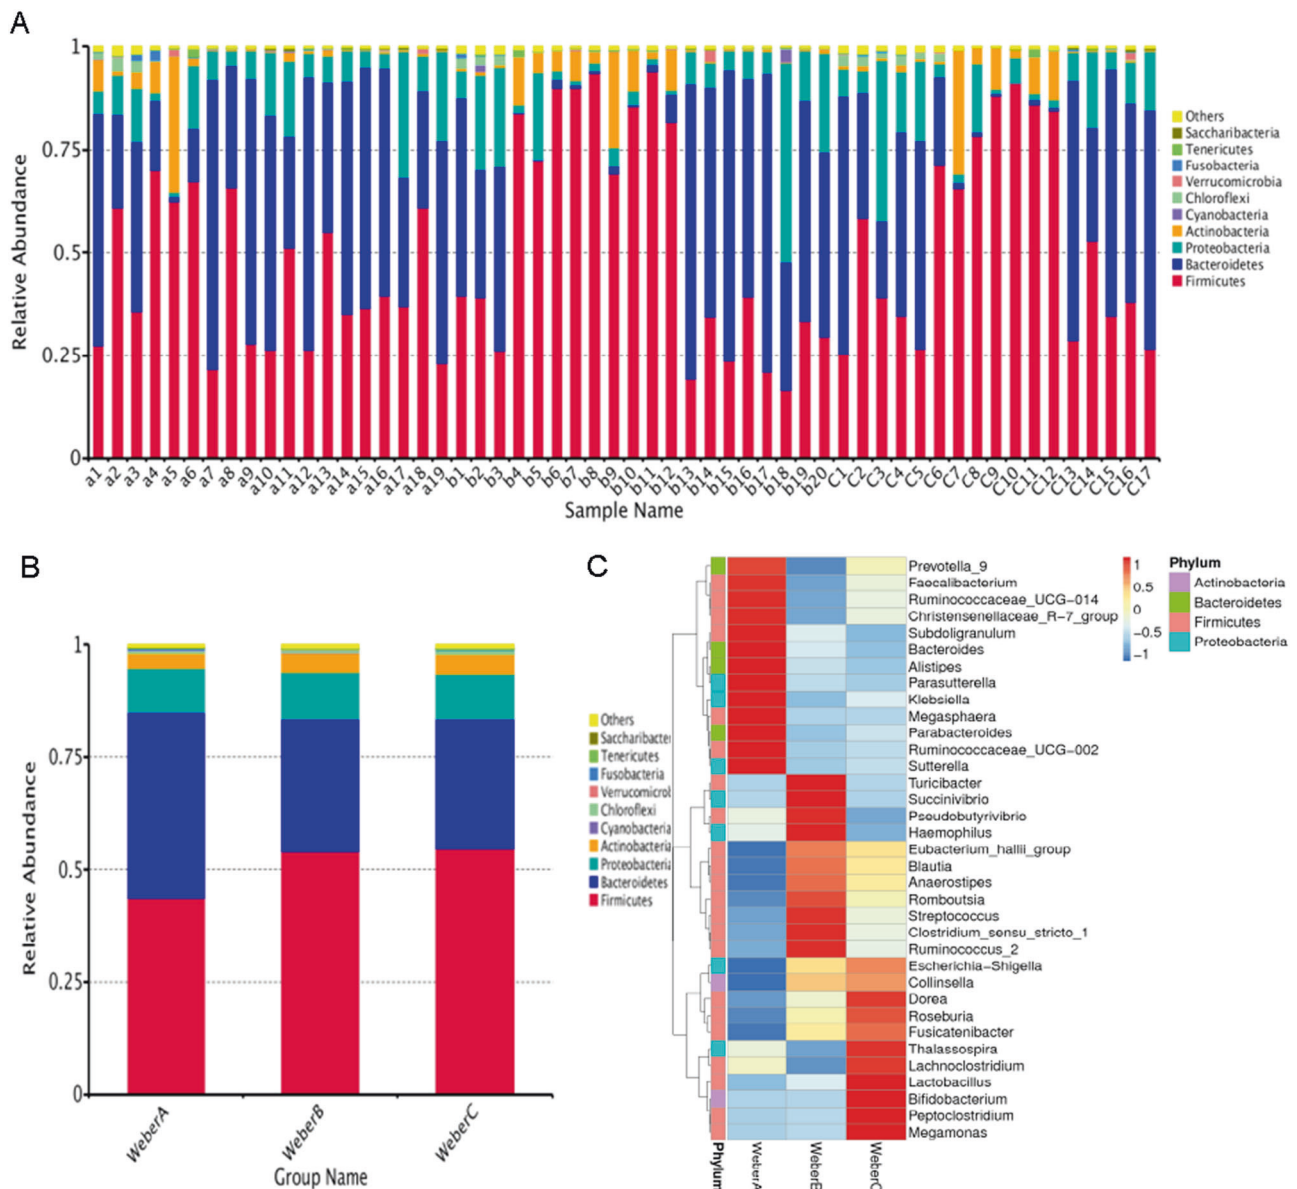 A
1
0.75
0.5
0.25
0
Relative Abundance
a1 a2 a3 a4 a5 a6 a7 a8 a9 a10 a11 a12 a13 a14 a15 a16 a17 a18 a19 b1 b2 b3 b4 b5 b6 b7 b8 b9 b10 b11 b12 b13 b14 b15 b16 b17 b18 b19 b20 C1 C2 C3 C4 C5 C6 C7 C8 C9 C10 C11 C12 C13 C14 C15 C16 C17
Sample Name
Others
Saccharibacteria
Tenericutes
Fusobacteria
Verrucomicrobia
Chloroflexi
Cyanobacteria
Actinobacteria
Proteobacteria
Bacteroidetes
Firmicutes
B
1
0.75
0.5
0.25
0
Relative Abundance
WeberA WeberB WeberC
Group Name
Others
Saccharibacter
Tenericutes
Fusobacteria
Verrucomicrol
Chloroflexi
Cyanobacteria
Actinobacteria
Proteobacteria
Bacteroidetes
Firmicutes
C
Prevotella_9
Faecalibacterium
Ruminococcaceae_UCG-014
Christensenellaceae_R-7_group
Subdoligranulum
Bacteroides
Alistipes
Parasutterella
Klebsiella
Megasphaera
Parabacteroides
Ruminococcaceae_UCG-002
Sutterella
Turicibacter
Succinivibrio
Pseudobutyrivibrio
Haemophilus
Eubacterium_hallii_group
Blautia
Anaerostipes
Romboutsia
Streptococcus
Clostridium_sensu_stricto_1
Ruminococcus_2
Escherichia-Shigella
Collinsella
Dorea
Roseburia
Fusicatenibacter
Thalassospira
Lachnoclostridium
Lactobacillus
Bifidobacterium
Peptoclostridium
Megamonas
Phylum WeberA WeberB WeberC
1
0.5
0
-0.5
-1
Phylum
Actinobacteria
Bacteroidetes
Firmicutes
Proteobacteria